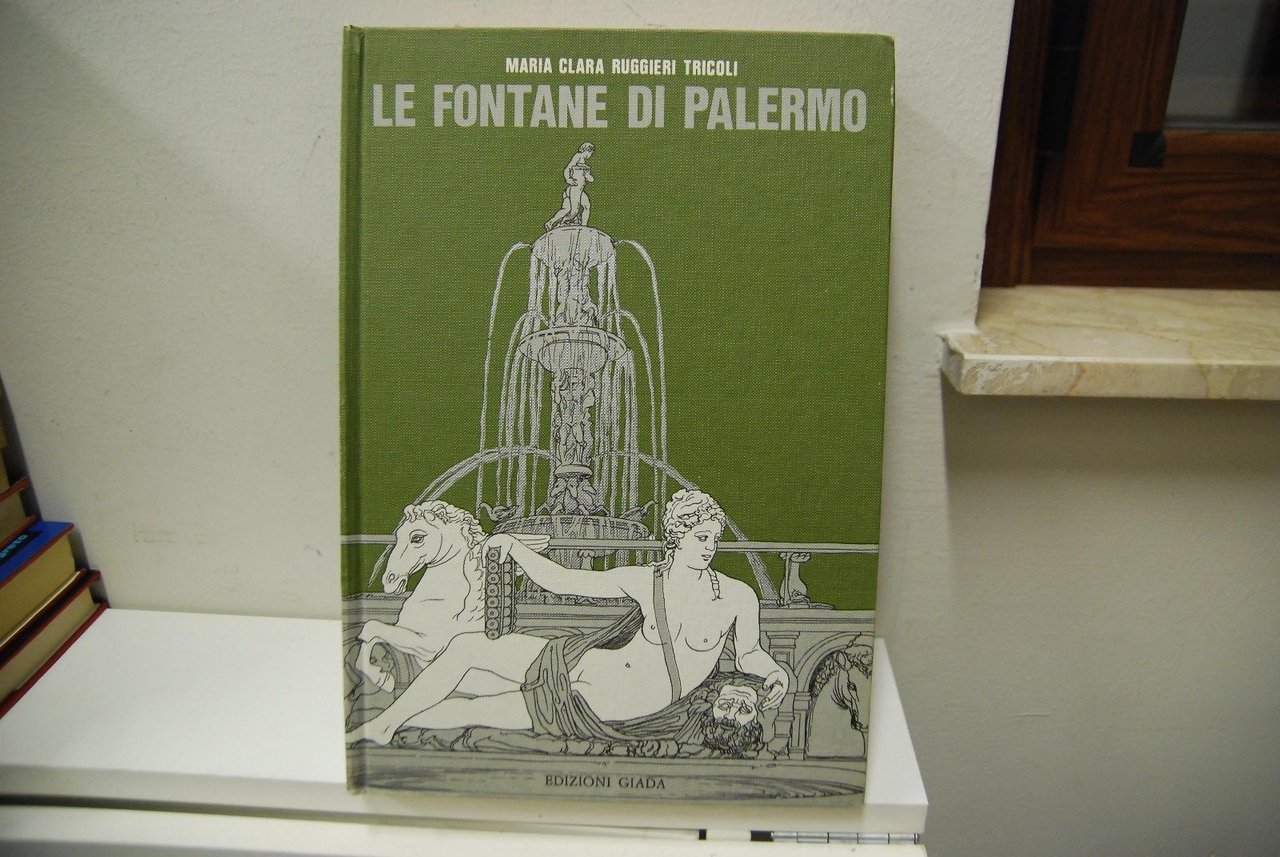 MARIA CLARA RUGGIERI TRICOLI
LE FONTANE DI PALERMO
EDIZIONI GIADA